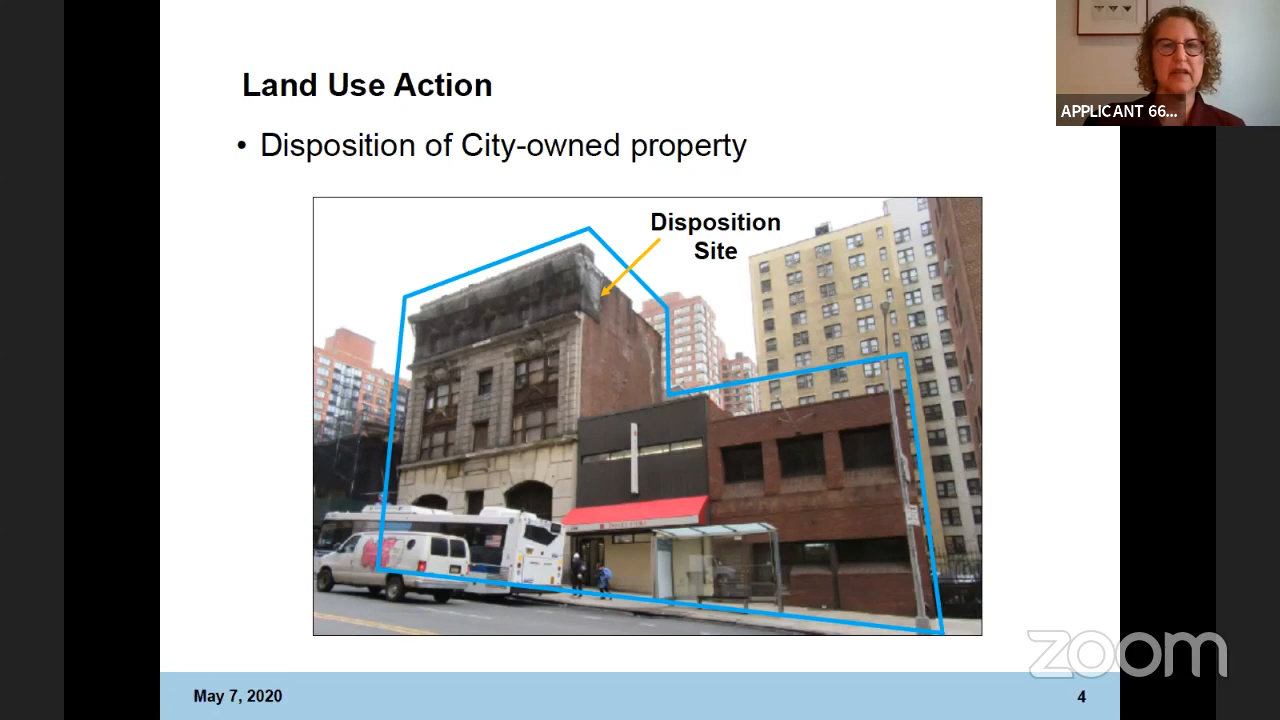 Land Use Action
• Disposition of City-owned property
Disposition
Site
APPLICANT 66...
May 7, 2020
4
zoom